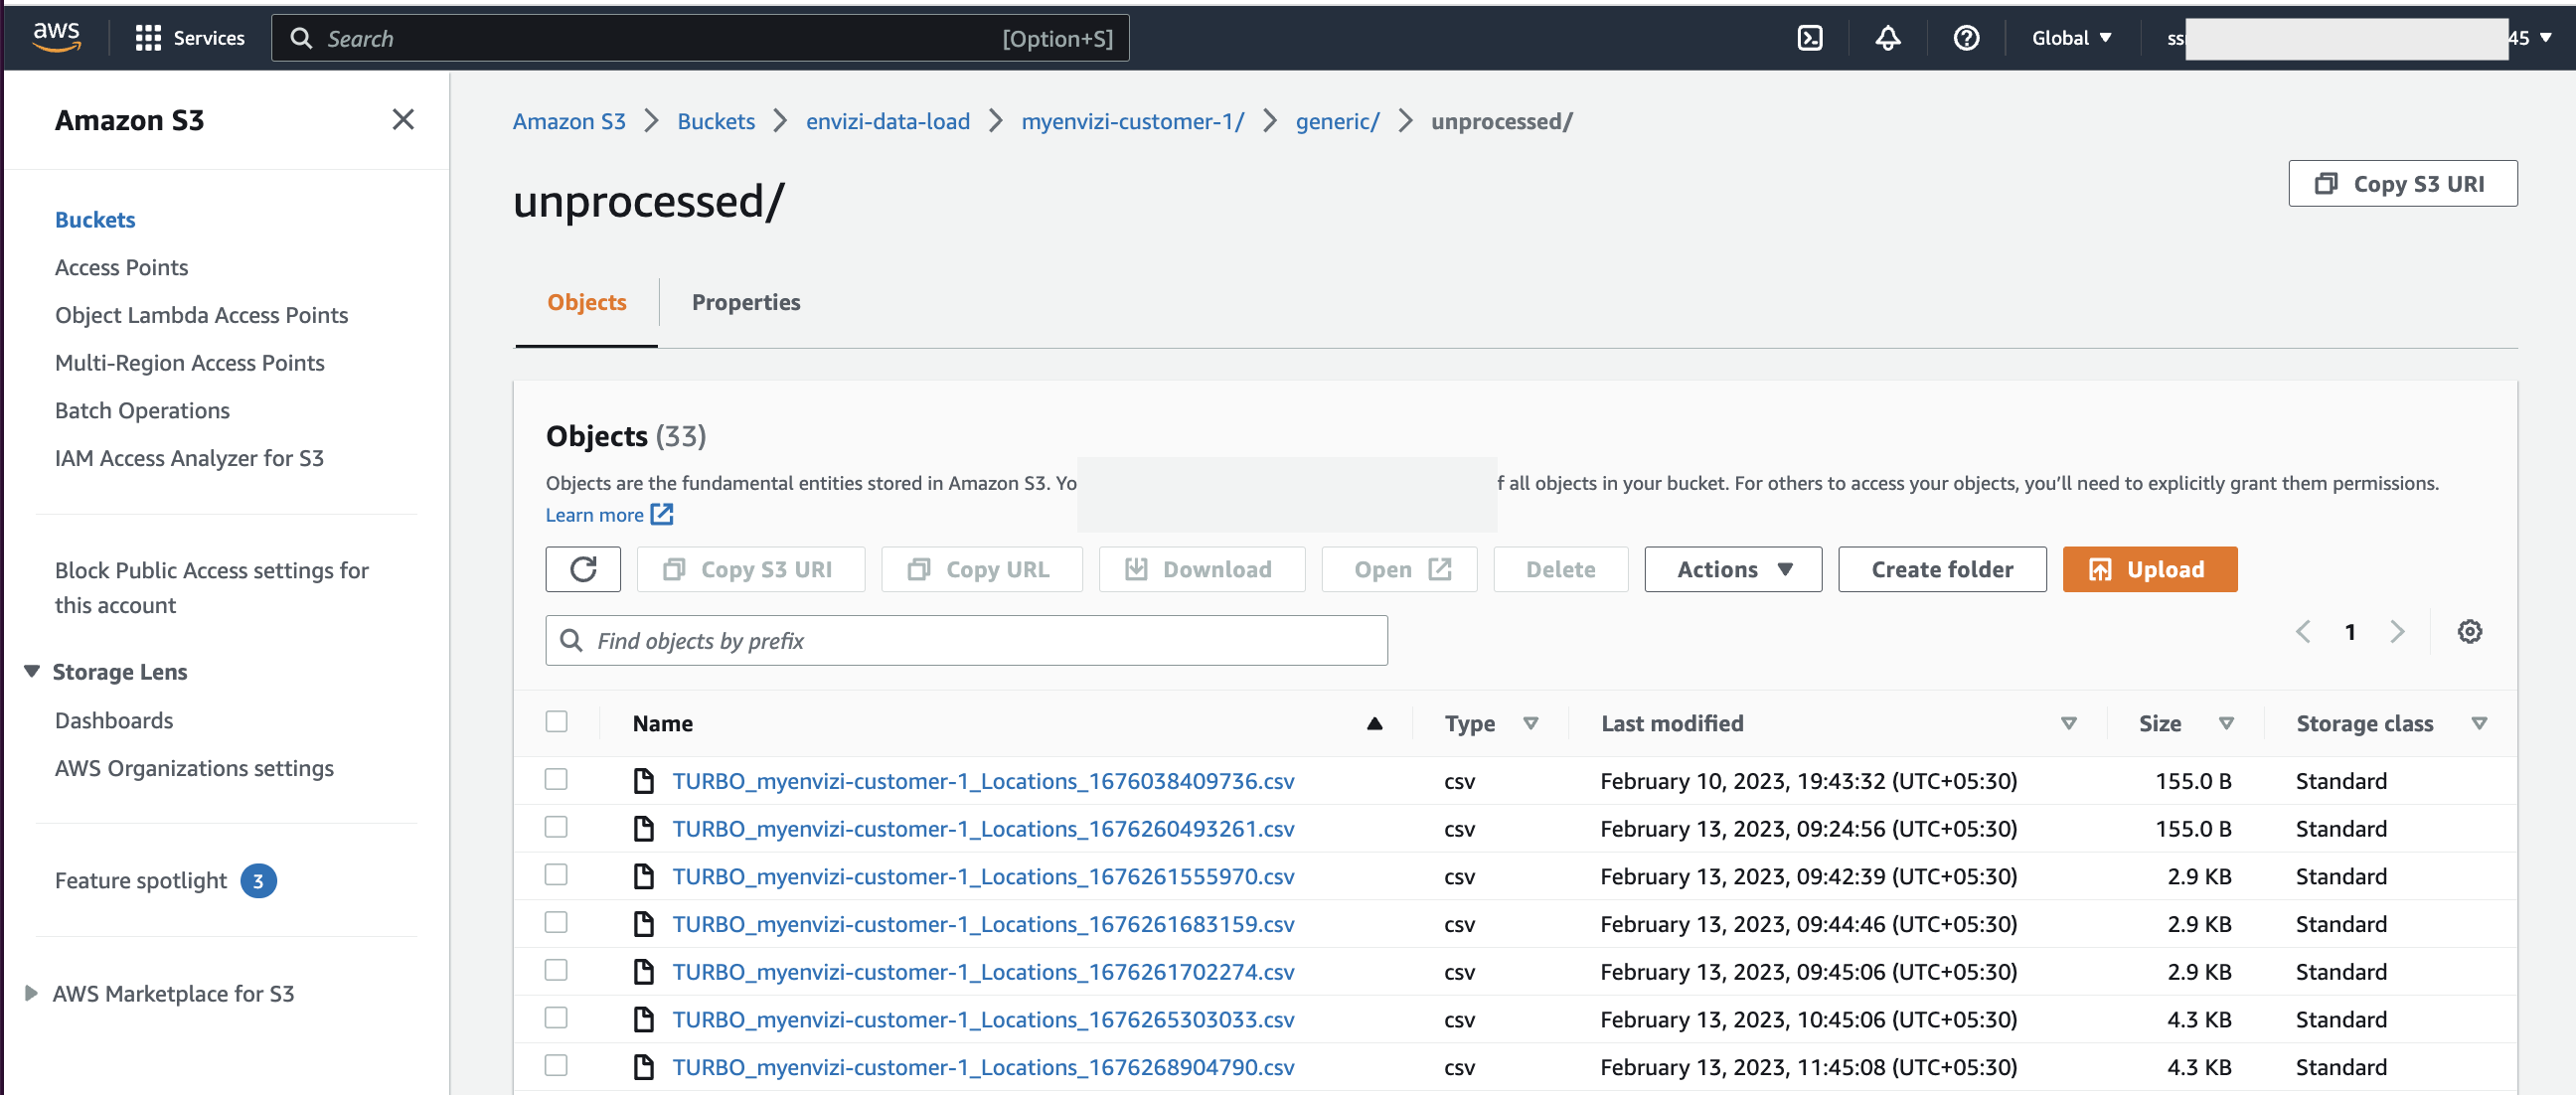 aws Services Search [Option+S] Global 45
Amazon S3
Buckets
Access Points
Object Lambda Access Points
Multi-Region Access Points
Batch Operations
IAM Access Analyzer for S3
Block Public Access settings for
this account
Storage Lens
Dashboards
AWS Organizations settings
Feature spotlight 3
AWS Marketplace for S3
Amazon S3 Buckets envizi-data-load myenvizi-customer-1/ generic/ unprocessed/
unprocessed/
Copy S3 URI
Objects Properties
Objects (33)
Objects are the fundamental entities stored in Amazon S3. all objects in your bucket. For others to access your objects, you’ll need to explicitly grant them permissions.
Learn more
Copy S3 URI Copy URL Download Open Delete Actions Create folder Upload
Find objects by prefix 1
Name Type Last modified Size Storage class
TURBO_myenvizi-customer-1_Locations_1676038409736.csv csv February 10, 2023, 19:43:32 (UTC+05:30) 155.0 B Standard
TURBO_myenvizi-customer-1_Locations_1676260493261.csv csv February 13, 2023, 09:24:56 (UTC+05:30) 155.0 B Standard
TURBO_myenvizi-customer-1_Locations_1676261555970.csv csv February 13, 2023, 09:42:39 (UTC+05:30) 2.9 KB Standard
TURBO_myenvizi-customer-1_Locations_1676261683159.csv csv February 13, 2023, 09:44:46 (UTC+05:30) 2.9 KB Standard
TURBO_myenvizi-customer-1_Locations_1676261702274.csv csv February 13, 2023, 09:45:06 (UTC+05:30) 2.9 KB Standard
TURBO_myenvizi-customer-1_Locations_1676265303033.csv csv February 13, 2023, 10:45:06 (UTC+05:30) 4.3 KB Standard
TURBO_myenvizi-customer-1_Locations_1676268904790.csv csv February 13, 2023, 11:45:08 (UTC+05:30) 4.3 KB Standard